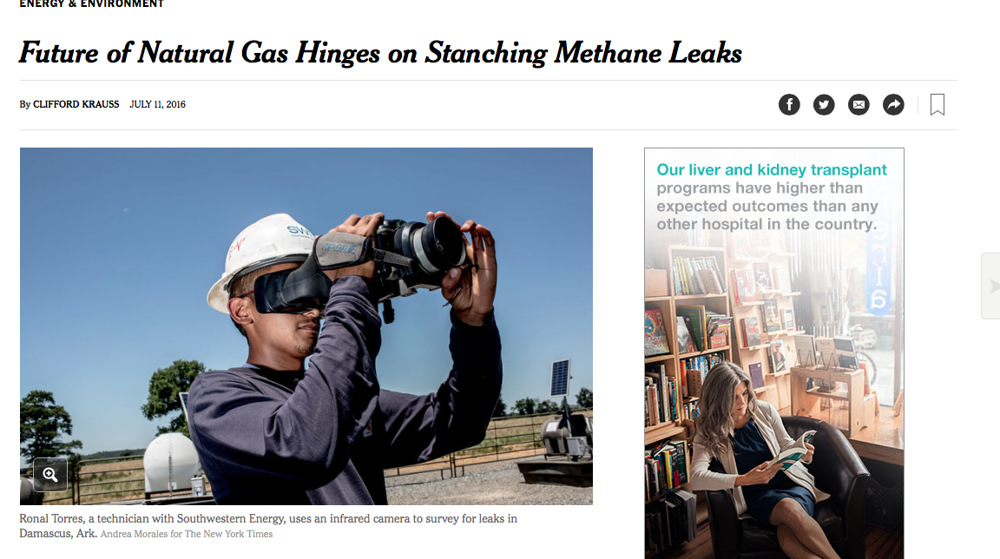 ENERGY & ENVIRONMENT
Future of Natural Gas Hinges on Stanching Methane Leaks
By CLIFFORD KRAUSS JULY 11, 2016
Our liver and kidney transplant
programs have higher than
expected outcomes than any
other hospital in the country.
Ronal Torres, a technician with Southwestern Energy, uses an infrared camera to survey for leaks in
Damascus, Ark. Andrea Morales for The New York Times